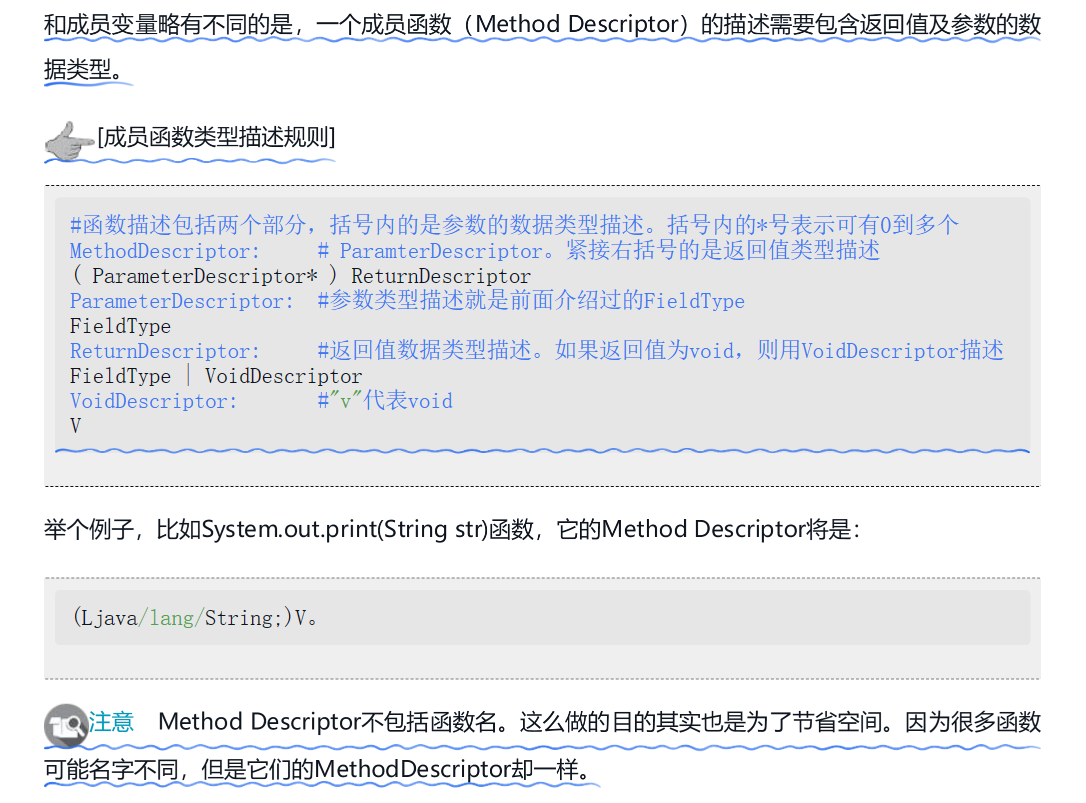 和成员变量略有不同的是，一个成员函数（Method Descriptor）的描述需要包含返回值及参数的数
据类型。
[成员函数类型描述规则]
#函数描述包括两个部分，括号内的是参数的数据类型描述。括号内的*号表示可有0到多个
MethodDescriptor: # ParamterDescriptor。紧接右括号的是返回值类型描述
( ParameterDescriptor* ) ReturnDescriptor
ParameterDescriptor: #参数类型描述就是前面介绍过的FieldType
FieldType
ReturnDescriptor: #返回值数据类型描述。如果返回值为void，则用VoidDescriptor描述
FieldType | VoidDescriptor
VoidDescriptor: #"v"代表void
V
举个例子，比如System.out.print(String str)函数，它的Method Descriptor将是：
(Ljava/lang/String;)V。
注意 Method Descriptor不包括函数名。这么做的目的其实也是为了节省空间。因为很多函数
可能名字不同，但是它们的MethodDescriptor却一样。